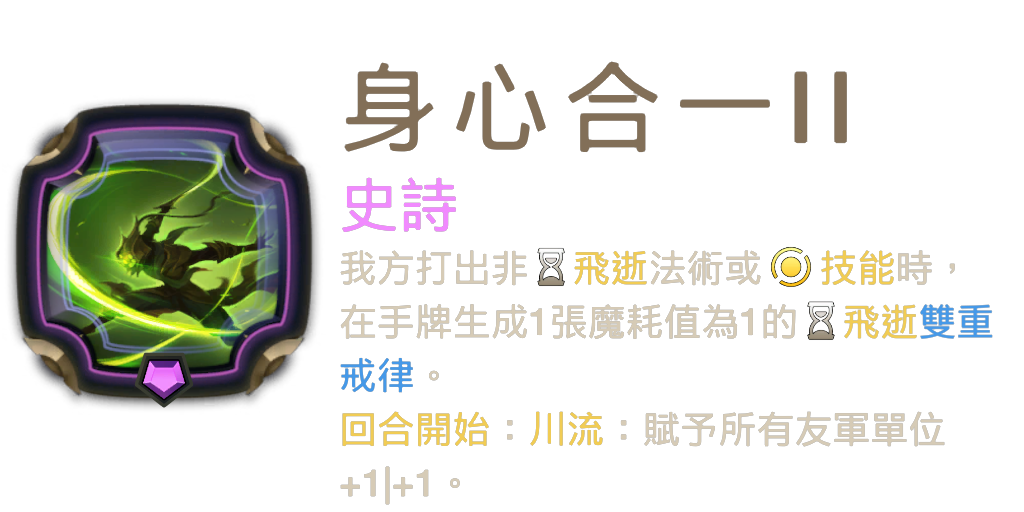 身心合一II
史詩
我方打出非飛逝法術或技能時，
在手牌生成1張魔耗值為1的飛逝雙重
戒律。
回合開始：川流：賦予所有友軍單位
+1|+1。